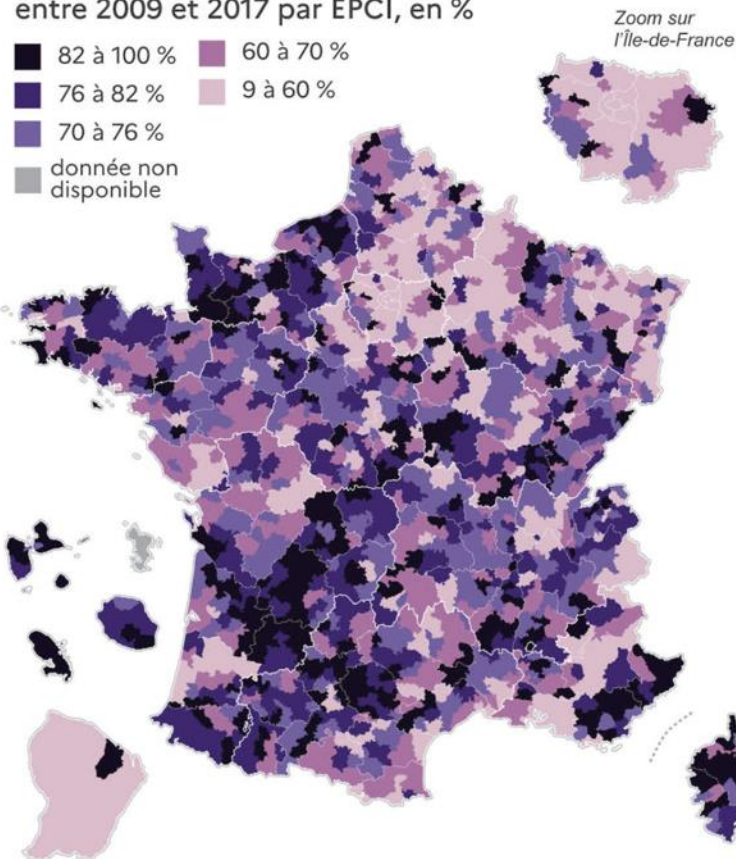 entre 2009 et 2017 par EPCI, en %
82 à 100 %
76 à 82 %
70 à 76 %
donnée non
disponible
60 à 70 %
9 à 60 %
Zoom sur
l'Île-de-France